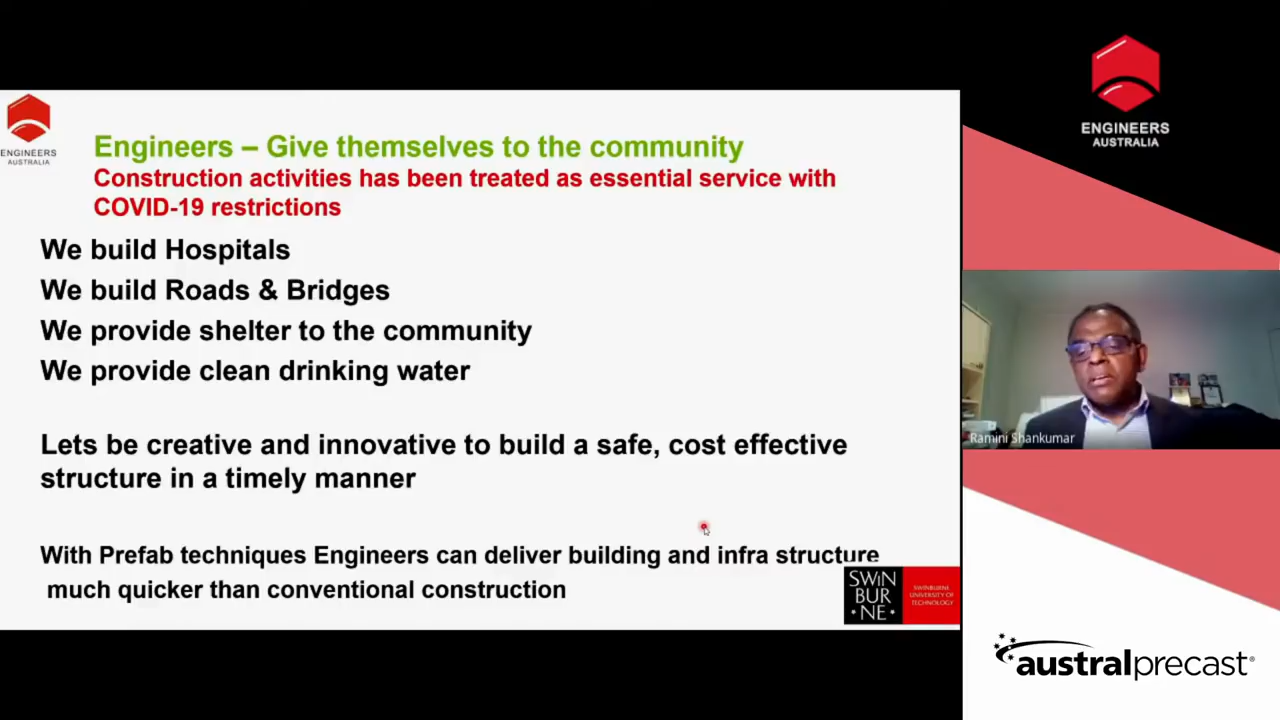 ENGINEERS
AUSTRALIA
Engineers – Give themselves to the community
Construction activities has been treated as essential service with
COVID-19 restrictions
We build Hospitals
We build Roads & Bridges
We provide shelter to the community
We provide clean drinking water
Lets be creative and innovative to build a safe, cost effective
structure in a timely manner
With Prefab techniques Engineers can deliver building and infra structure
much quicker than conventional construction
SWIN
BUR
* NE *
SWINBURNE
UNIVERSITY OF
TECHNOLOGY
ENGINEERS
AUSTRALIA
Ramini Shankumar
australprecast®